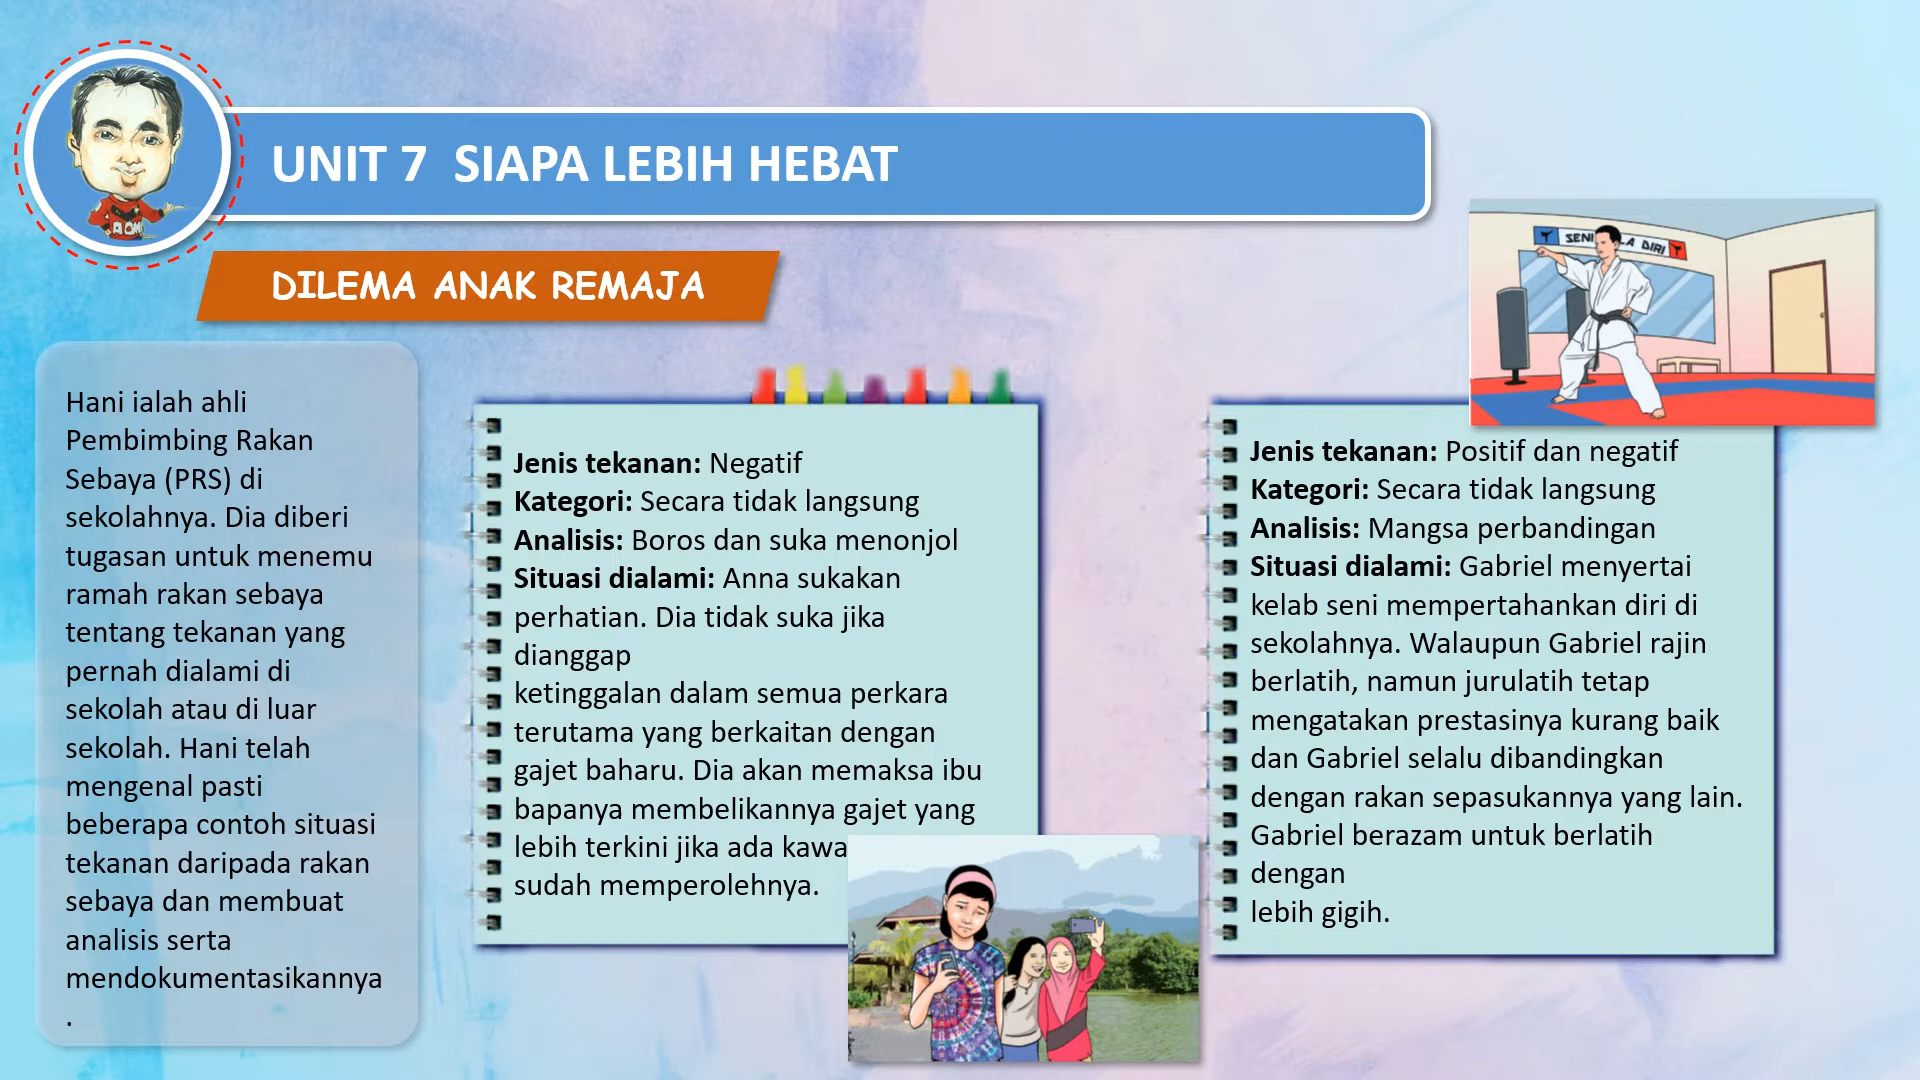 UNIT 7 SIAPA LEBIH HEBAT
DILEMA ANAK REMAJA
Hani ialah ahli
Pembimbing Rakan
Sebaya (PRS) di
sekolahnya. Dia diberi
tugasan untuk menemu
ramah rakan sebaya
tentang tekanan yang
pernah dialami di
sekolah atau di luar
sekolah. Hani telah
mengenal pasti
beberapa contoh situasi
tekanan daripada rakan
sebaya dan membuat
analisis serta
mendokumentasikannya
.
Jenis tekanan: Negatif
Kategori: Secara tidak langsung
Analisis: Boros dan suka menonjol
Situasi dialami: Anna sukakan
perhatian. Dia tidak suka jika
dianggap
ketinggalan dalam semua perkara
terutama yang berkaitan dengan
gajet baharu. Dia akan memaksa ibu
bapanya membelikannya gajet yang
lebih terkini jika ada kawa
sudah memperolehnya.
SENI LA DIRI
Jenis tekanan: Positif dan negatif
Kategori: Secara tidak langsung
Analisis: Mangsa perbandingan
Situasi dialami: Gabriel menyertai
kelab seni mempertahankan diri di
sekolahnya. Walaupun Gabriel rajin
berlatih, namun jurulatih tetap
mengatakan prestasinya kurang baik
dan Gabriel selalu dibandingkan
dengan rakan sepasukannya yang lain.
Gabriel berazam untuk berlatih
dengan
lebih gigih.